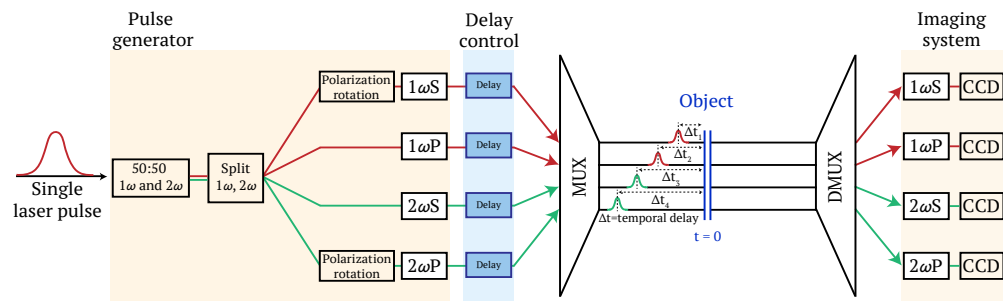 Pulse
generator
Delay
control
Imaging
system
Single
laser pulse
50:50
1ω and 2ω
Split
1ω, 2ω
Polarization
rotation
1ωS
Delay
1ωP
Delay
2ωS
Delay
Polarization
rotation
2ωP
Delay
MUX
Object
Δt₁
Δt₂
Δt₃
Δt₄
Δt=temporal delay
t = 0
DMUX
1ωS
CCD
1ωP
CCD
2ωS
CCD
2ωP
CCD